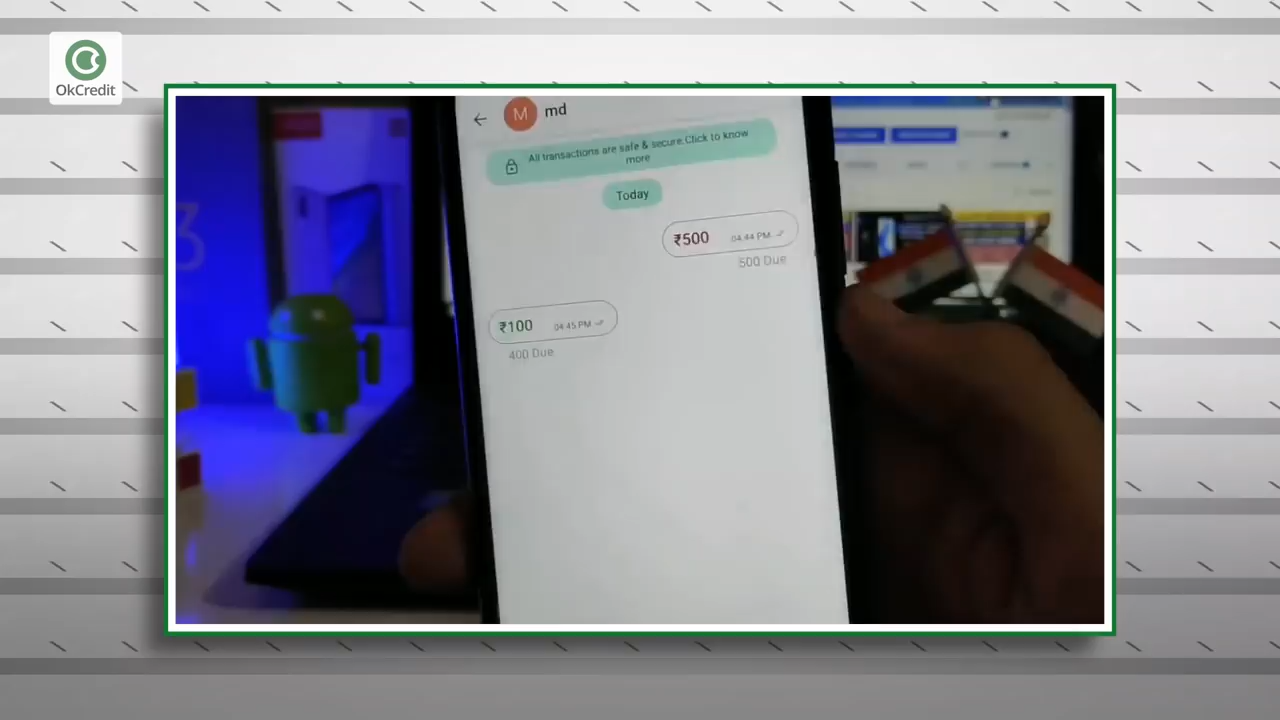 OkCredit
M
md
All transactions are safe & secure.Click to know
more
Today
₹500 04:44 PM
500 Due
₹100 04:45 PM
400 Due
3